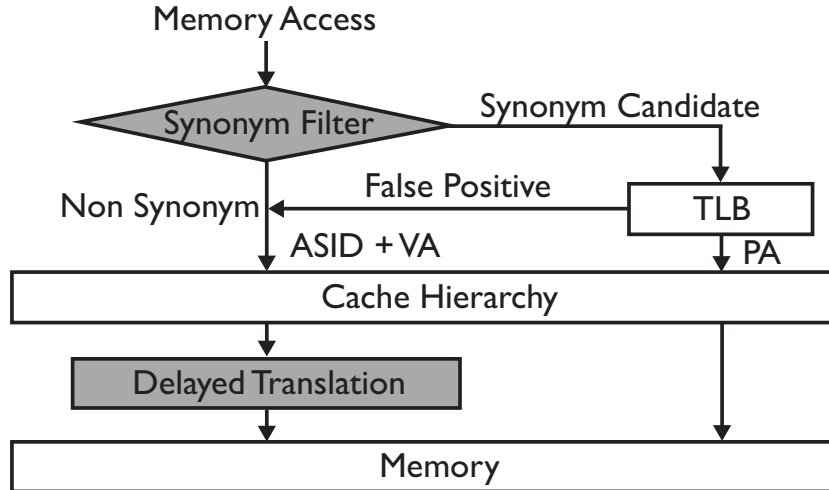 Memory Access
Synonym Filter
Synonym Candidate
False Positive
Non Synonym
TLB
ASID + VA
PA
Cache Hierarchy
Delayed Translation
Memory